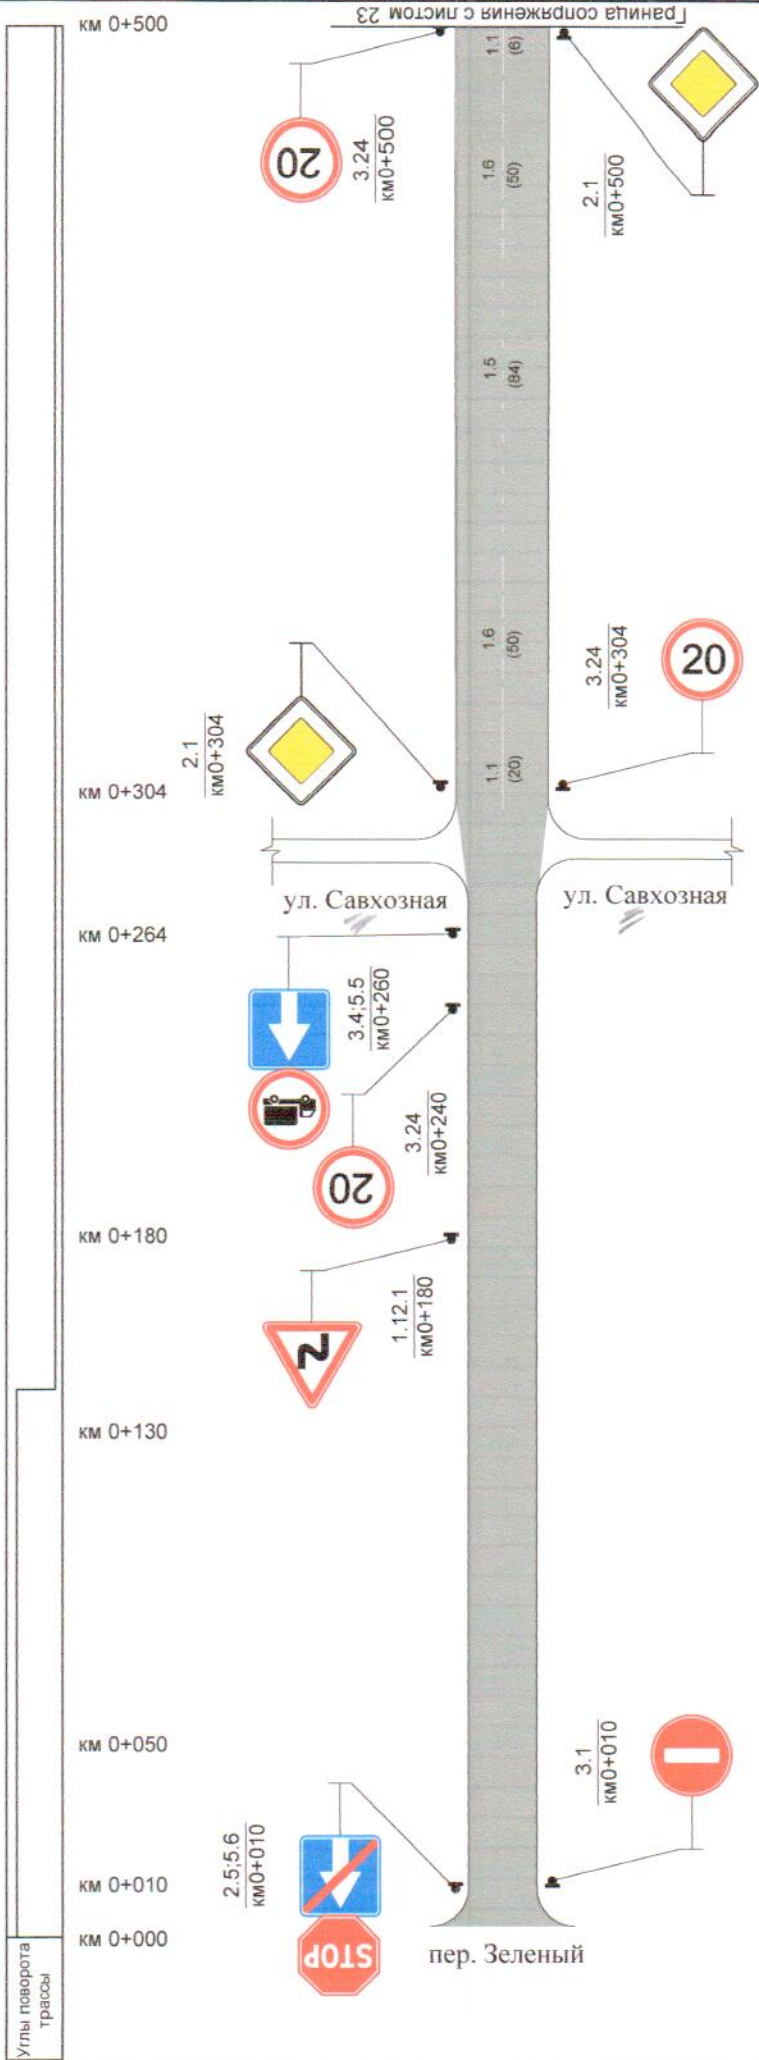 км 0+500
Граница сопряжения с листом 23
20
3.24
км0+500
1.1
(6)
1.6
(50)
2.1
км0+500
1.5
(84)
1.6
(50)
3.24
км0+304
20
2.1
км0+304
1.1
(20)
км 0+304
ул. Савхозная
ул. Савхозная
км 0+264
3.4;5.5
км0+260
3.24
км0+240
20
км 0+180
1.12.1
км0+180
км 0+130
км 0+050
3.1
км0+010
2.5;5.6
км0+010
км 0+010
STOP
км 0+000
пер. Зеленый
Углы поворота
трассы